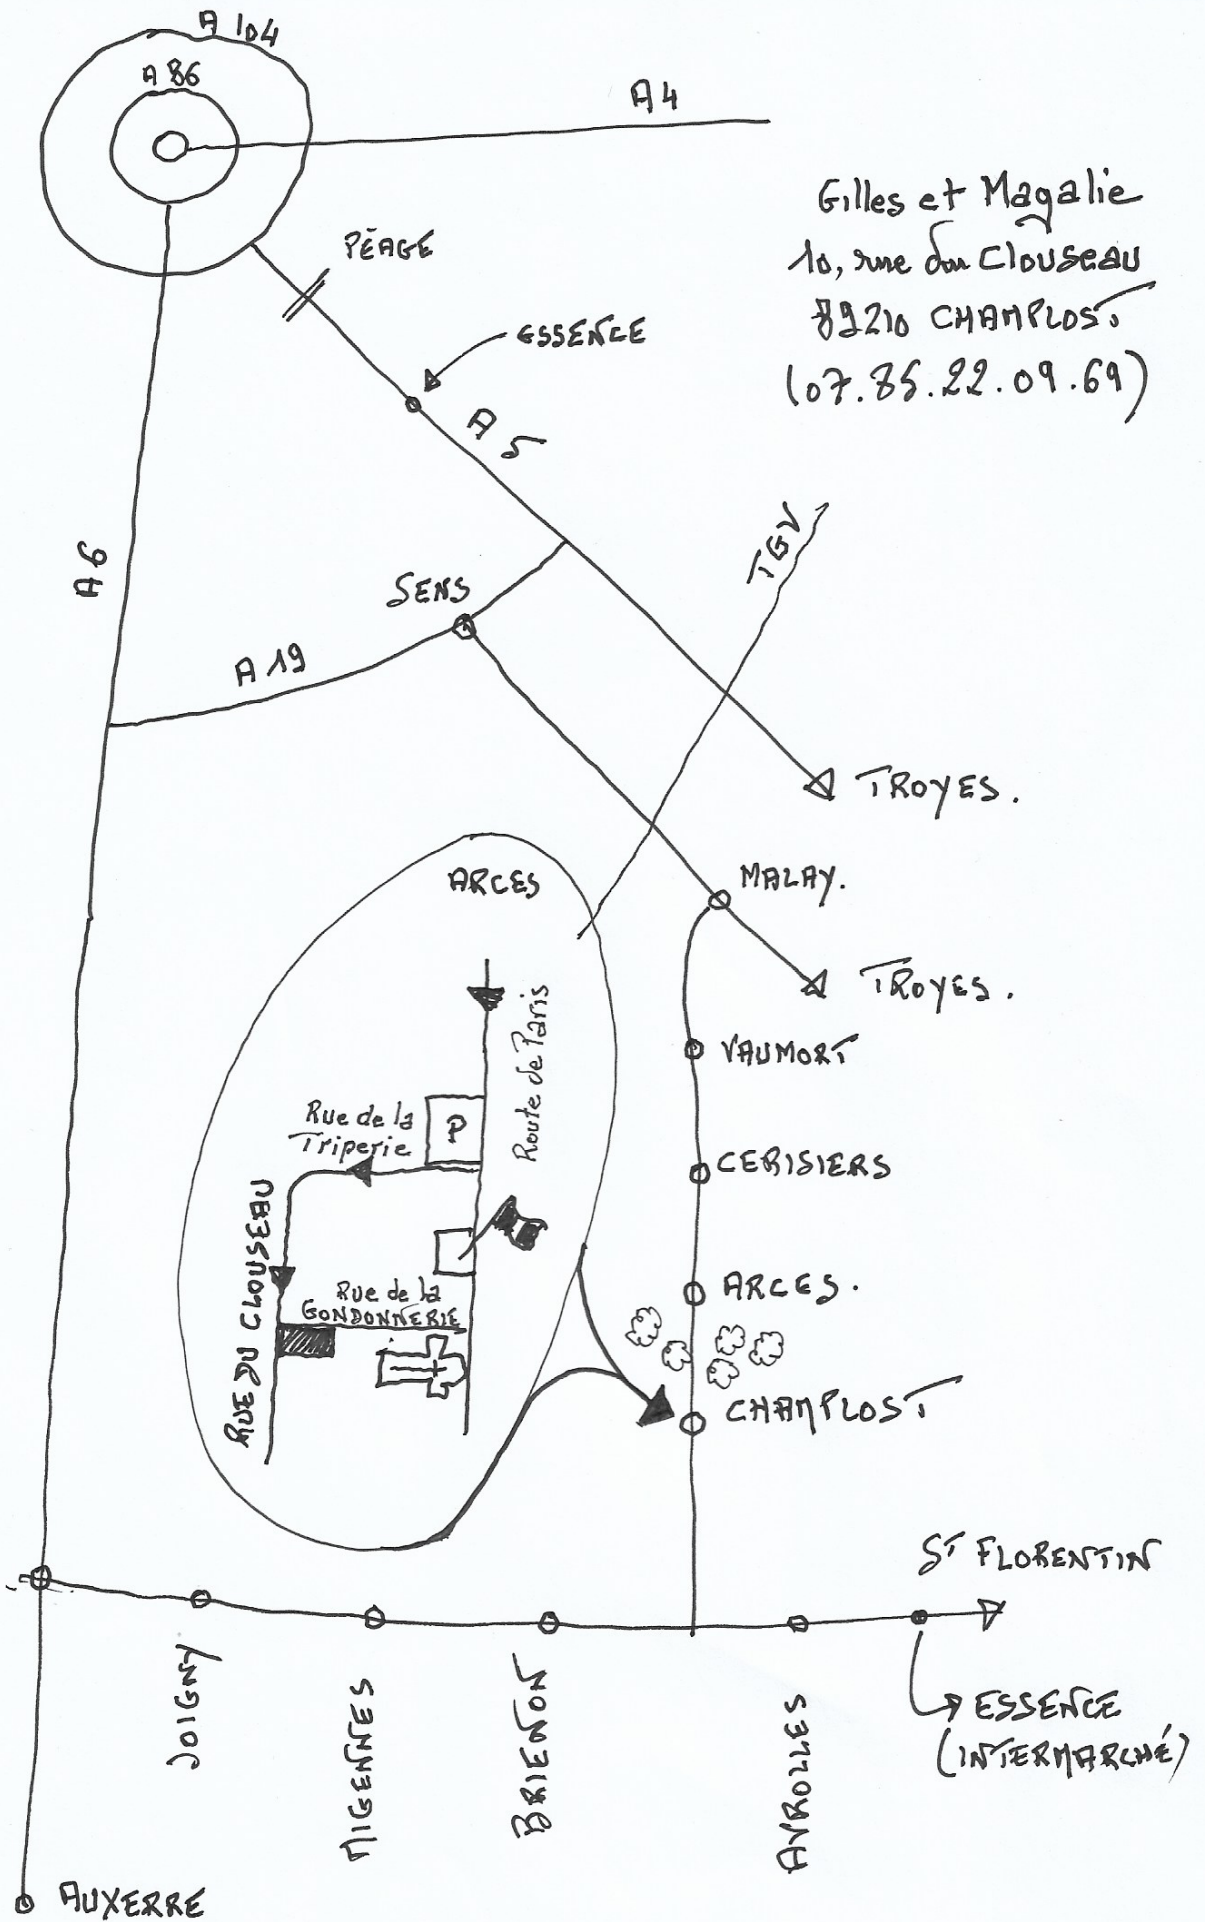 A 104
A 86
A 4
Gilles et Magalie
10, rue du Clouseau
89210 CHAMPLOST
(07.85.22.09.69)
PÉAGE
ESSENCE
A 5
TGV
A 6
SENS
A 19
TROYES.
MALAY.
TROYES.
ARCES
Route de Paris
VAUMORT
Rue de la
Triperie
P
CERISIERS
RUE DU CLOUSEAU
Rue de la
GONDONNERIE
ARCES.
CHAMPLOST
ST FLORENTIN
JOIGNY
MIGENNES
BRIENON
AVROLLES
ESSENCE
(INTERMARCHÉ)
AUXERRE